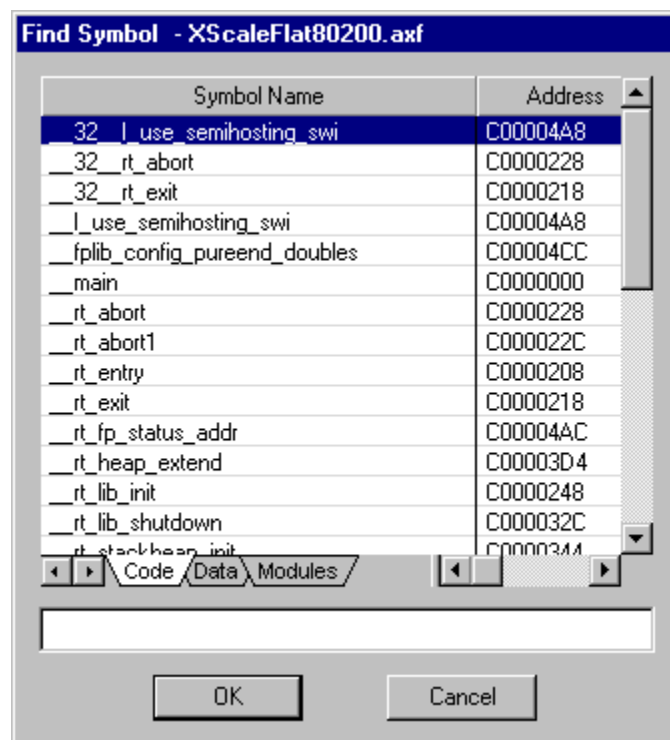 Find Symbol - XScaleFlat80200.axf
Symbol Name Address
__32__I_use_semihosting_swi C00004A8
__32__rt_abort C0000228
__32__rt_exit C0000218
__I_use_semihosting_swi C00004A8
__fplib_config_pureend_doubles C00004CC
__main C0000000
__rt_abort C0000228
__rt_abort1 C000022C
__rt_entry C0000208
__rt_exit C0000218
__rt_fp_status_addr C00004AC
__rt_heap_extend C00003D4
__rt_lib_init C0000248
__rt_lib_shutdown C000032C
__rt_stackheap_init C0000344
Code Data Modules
OK Cancel